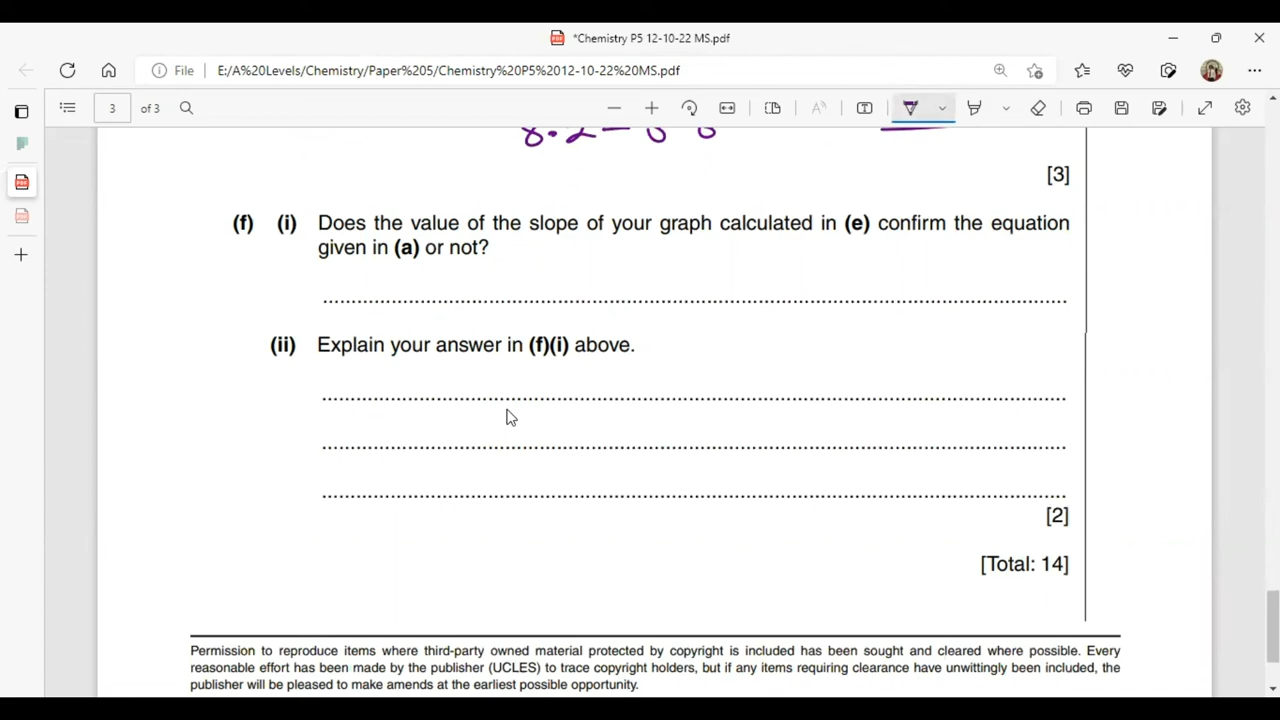 *Chemistry P5 12-10-22 MS.pdf
File E:/A%20Levels/Chemistry/Paper%205/Chemistry%20P5%2012-10-22%20MS.pdf
3 of 3
[3]
(f) (i) Does the value of the slope of your graph calculated in (e) confirm the equation
given in (a) or not?
(ii) Explain your answer in (f)(i) above.
[2]
[Total: 14]
Permission to reproduce items where third-party owned material protected by copyright is included has been sought and cleared where possible. Every
reasonable effort has been made by the publisher (UCLES) to trace copyright holders, but if any items requiring clearance have unwittingly been included, the
publisher will be pleased to make amends at the earliest possible opportunity.